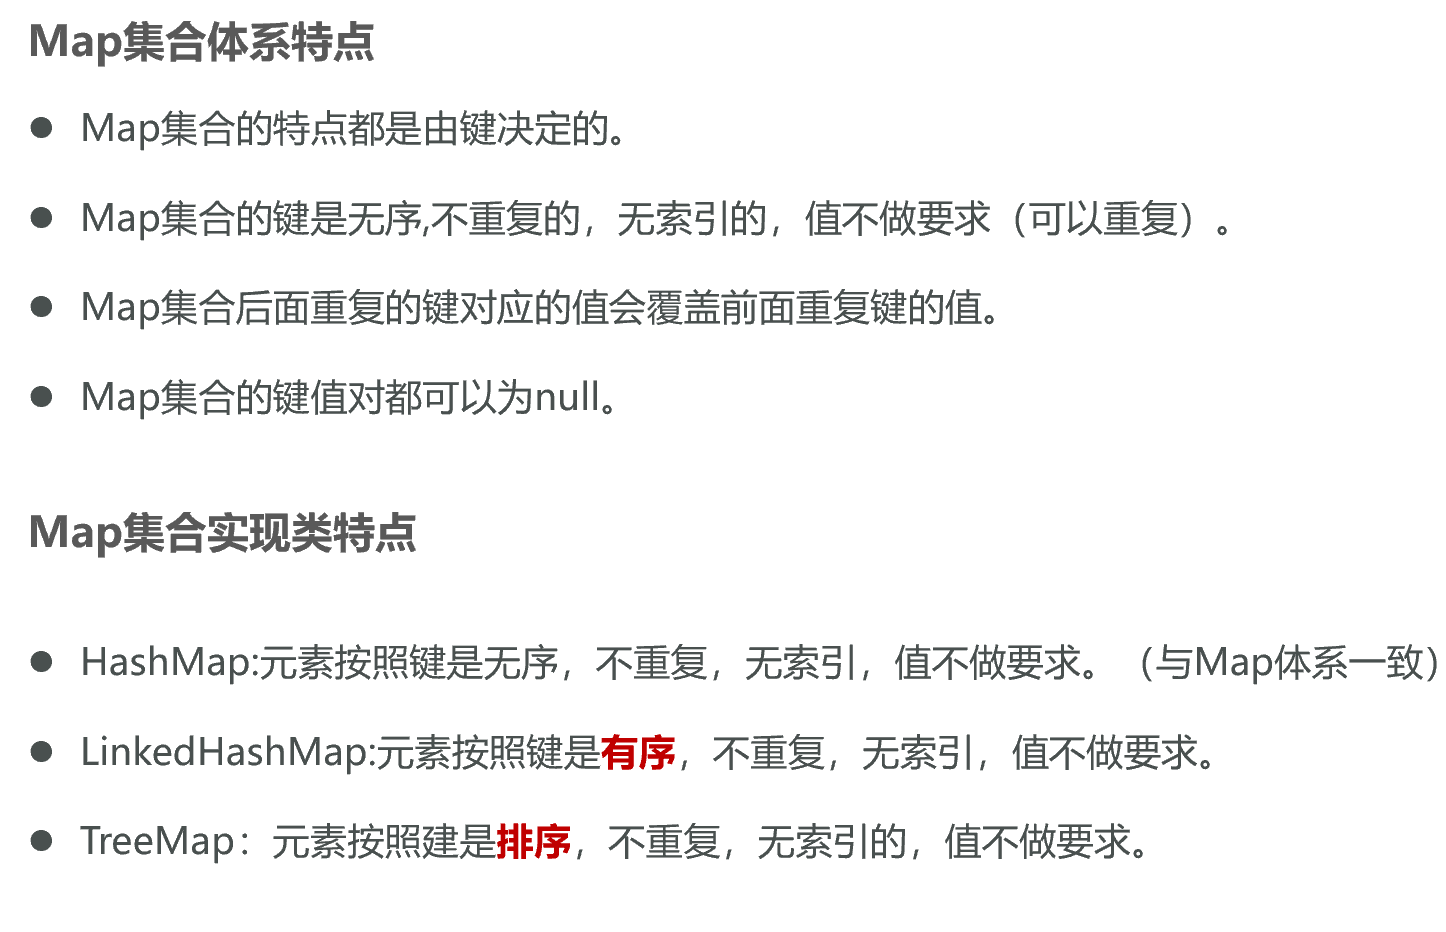 Map集合体系特点
● Map集合的特点都是由键决定的。
● Map集合的键是无序,不重复的，无索引的，值不做要求（可以重复）。
● Map集合后面重复的键对应的值会覆盖前面重复键的值。
● Map集合的键值对都可以为null。
Map集合实现类特点
● HashMap:元素按照键是无序，不重复，无索引，值不做要求。（与Map体系一致）
● LinkedHashMap:元素按照键是有序，不重复，无索引，值不做要求。
● TreeMap：元素按照建是排序，不重复，无索引的，值不做要求。